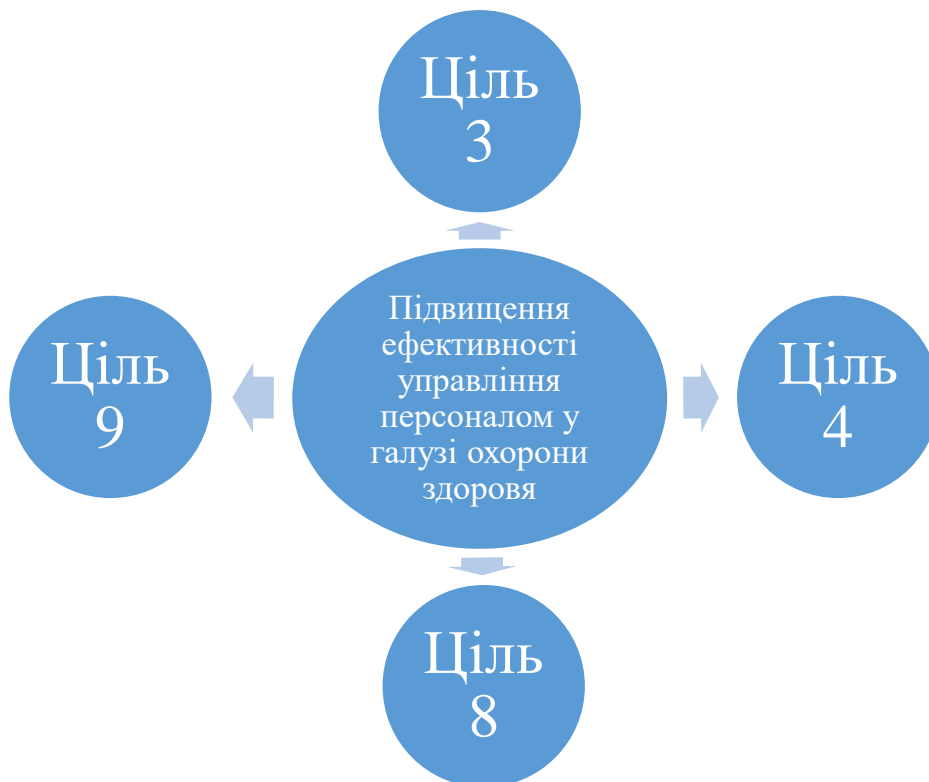 Ціль
3
Підвищення
ефективності
управління
персоналом у
галузі охорони
здоровя
Ціль
9
Ціль
4
Ціль
8